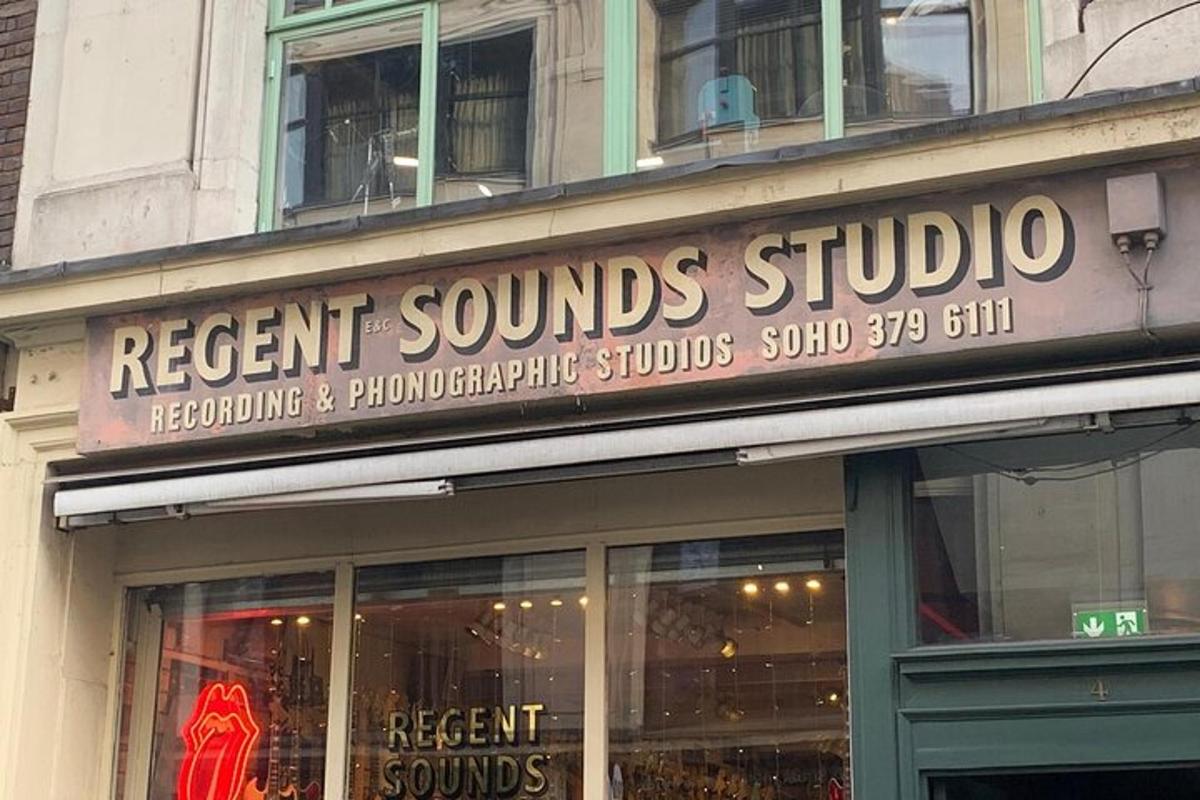 REGENT E&C SOUNDS STUDIO
RECORDING & PHONOGRAPHIC STUDIOS SOHO 379 6111
REGENT
SOUNDS
4